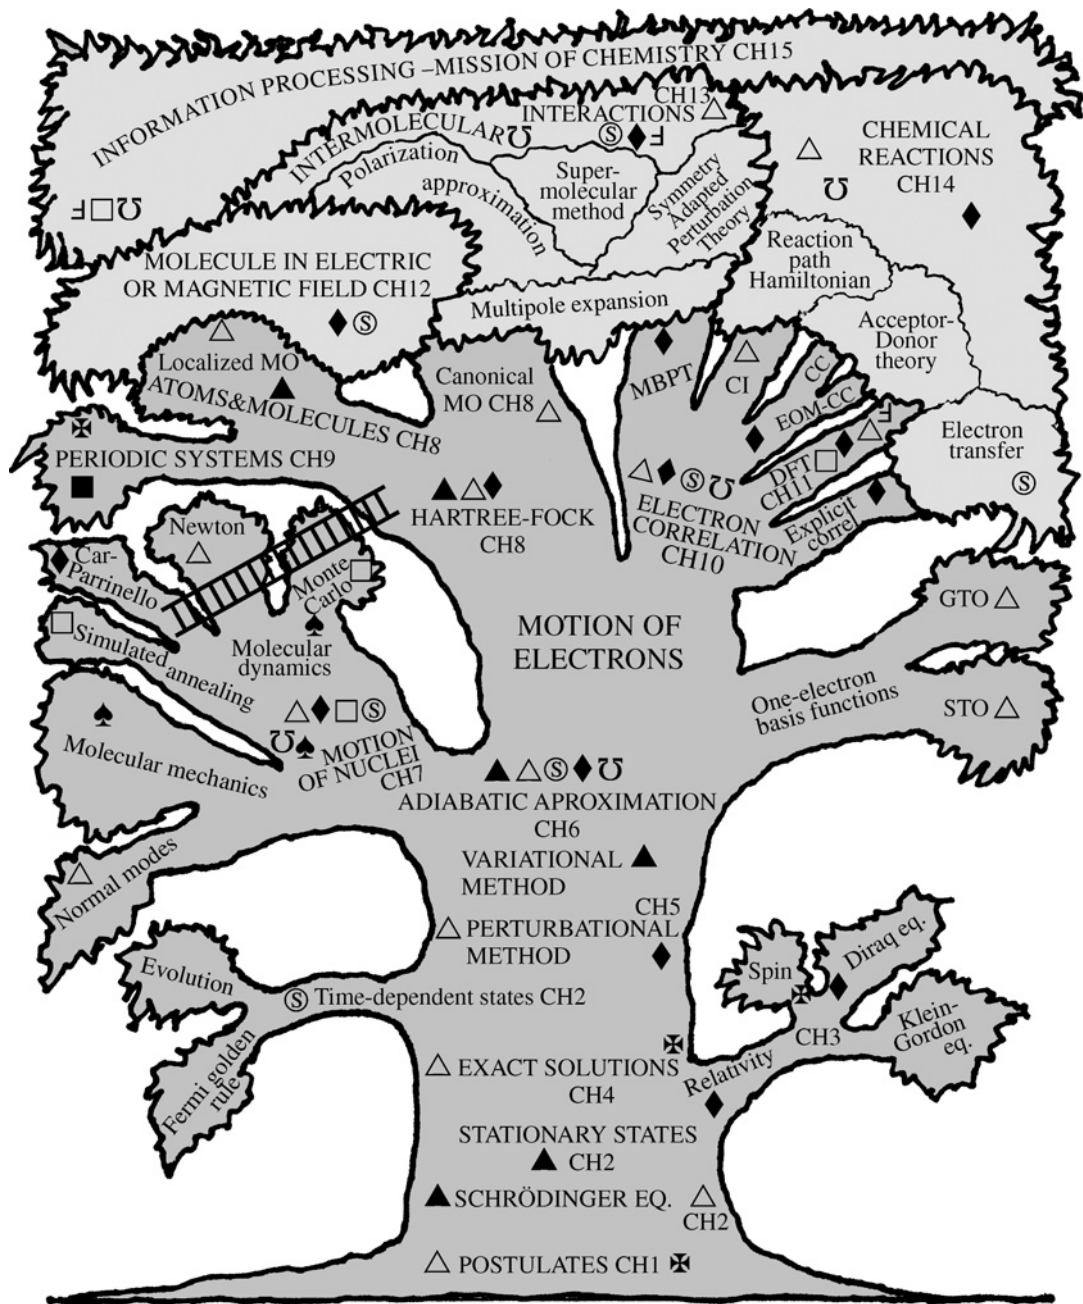 INFORMATION PROCESSING –MISSION OF CHEMISTRY CH15
CH13
INTERMOLECULAR
INTERACTIONS
Polarization
approximation
Super-
molecular
method
Symmetry
Adapted
Perturbation
Theory
CHEMICAL
REACTIONS
CH14
MOLECULE IN ELECTRIC
OR MAGNETIC FIELD CH12
Multipole expansion
Reaction
path
Hamiltonian
Acceptor-
Donor
theory
Electron
transfer
Localized MO
ATOMS&MOLECULES CH8
Canonical
MO CH8
MBPT
CI
CC
EOM-CC
DFT
CH11
Explicit
correl.
PERIODIC SYSTEMS CH9
HARTREE-FOCK
CH8
ELECTRON
CORRELATION
CH10
Newton
Monte
Carlo
Car-
Parrinello
Simulated
annealing
Molecular
dynamics
Molecular mechanics
MOTION
OF NUCLEI
CH7
MOTION OF
ELECTRONS
GTO
One-electron
basis functions
STO
ADIABATIC APROXIMATION
CH6
Normal modes
VARIATIONAL
METHOD
CH5
PERTURBATIONAL
METHOD
Evolution
Time-dependent states CH2
Fermi golden
rule
Spin
Diraq eq.
Klein-
Gordon
eq.
CH3
Relativity
EXACT SOLUTIONS
CH4
STATIONARY STATES
CH2
SCHRÖDINGER EQ.
CH2
POSTULATES CH1